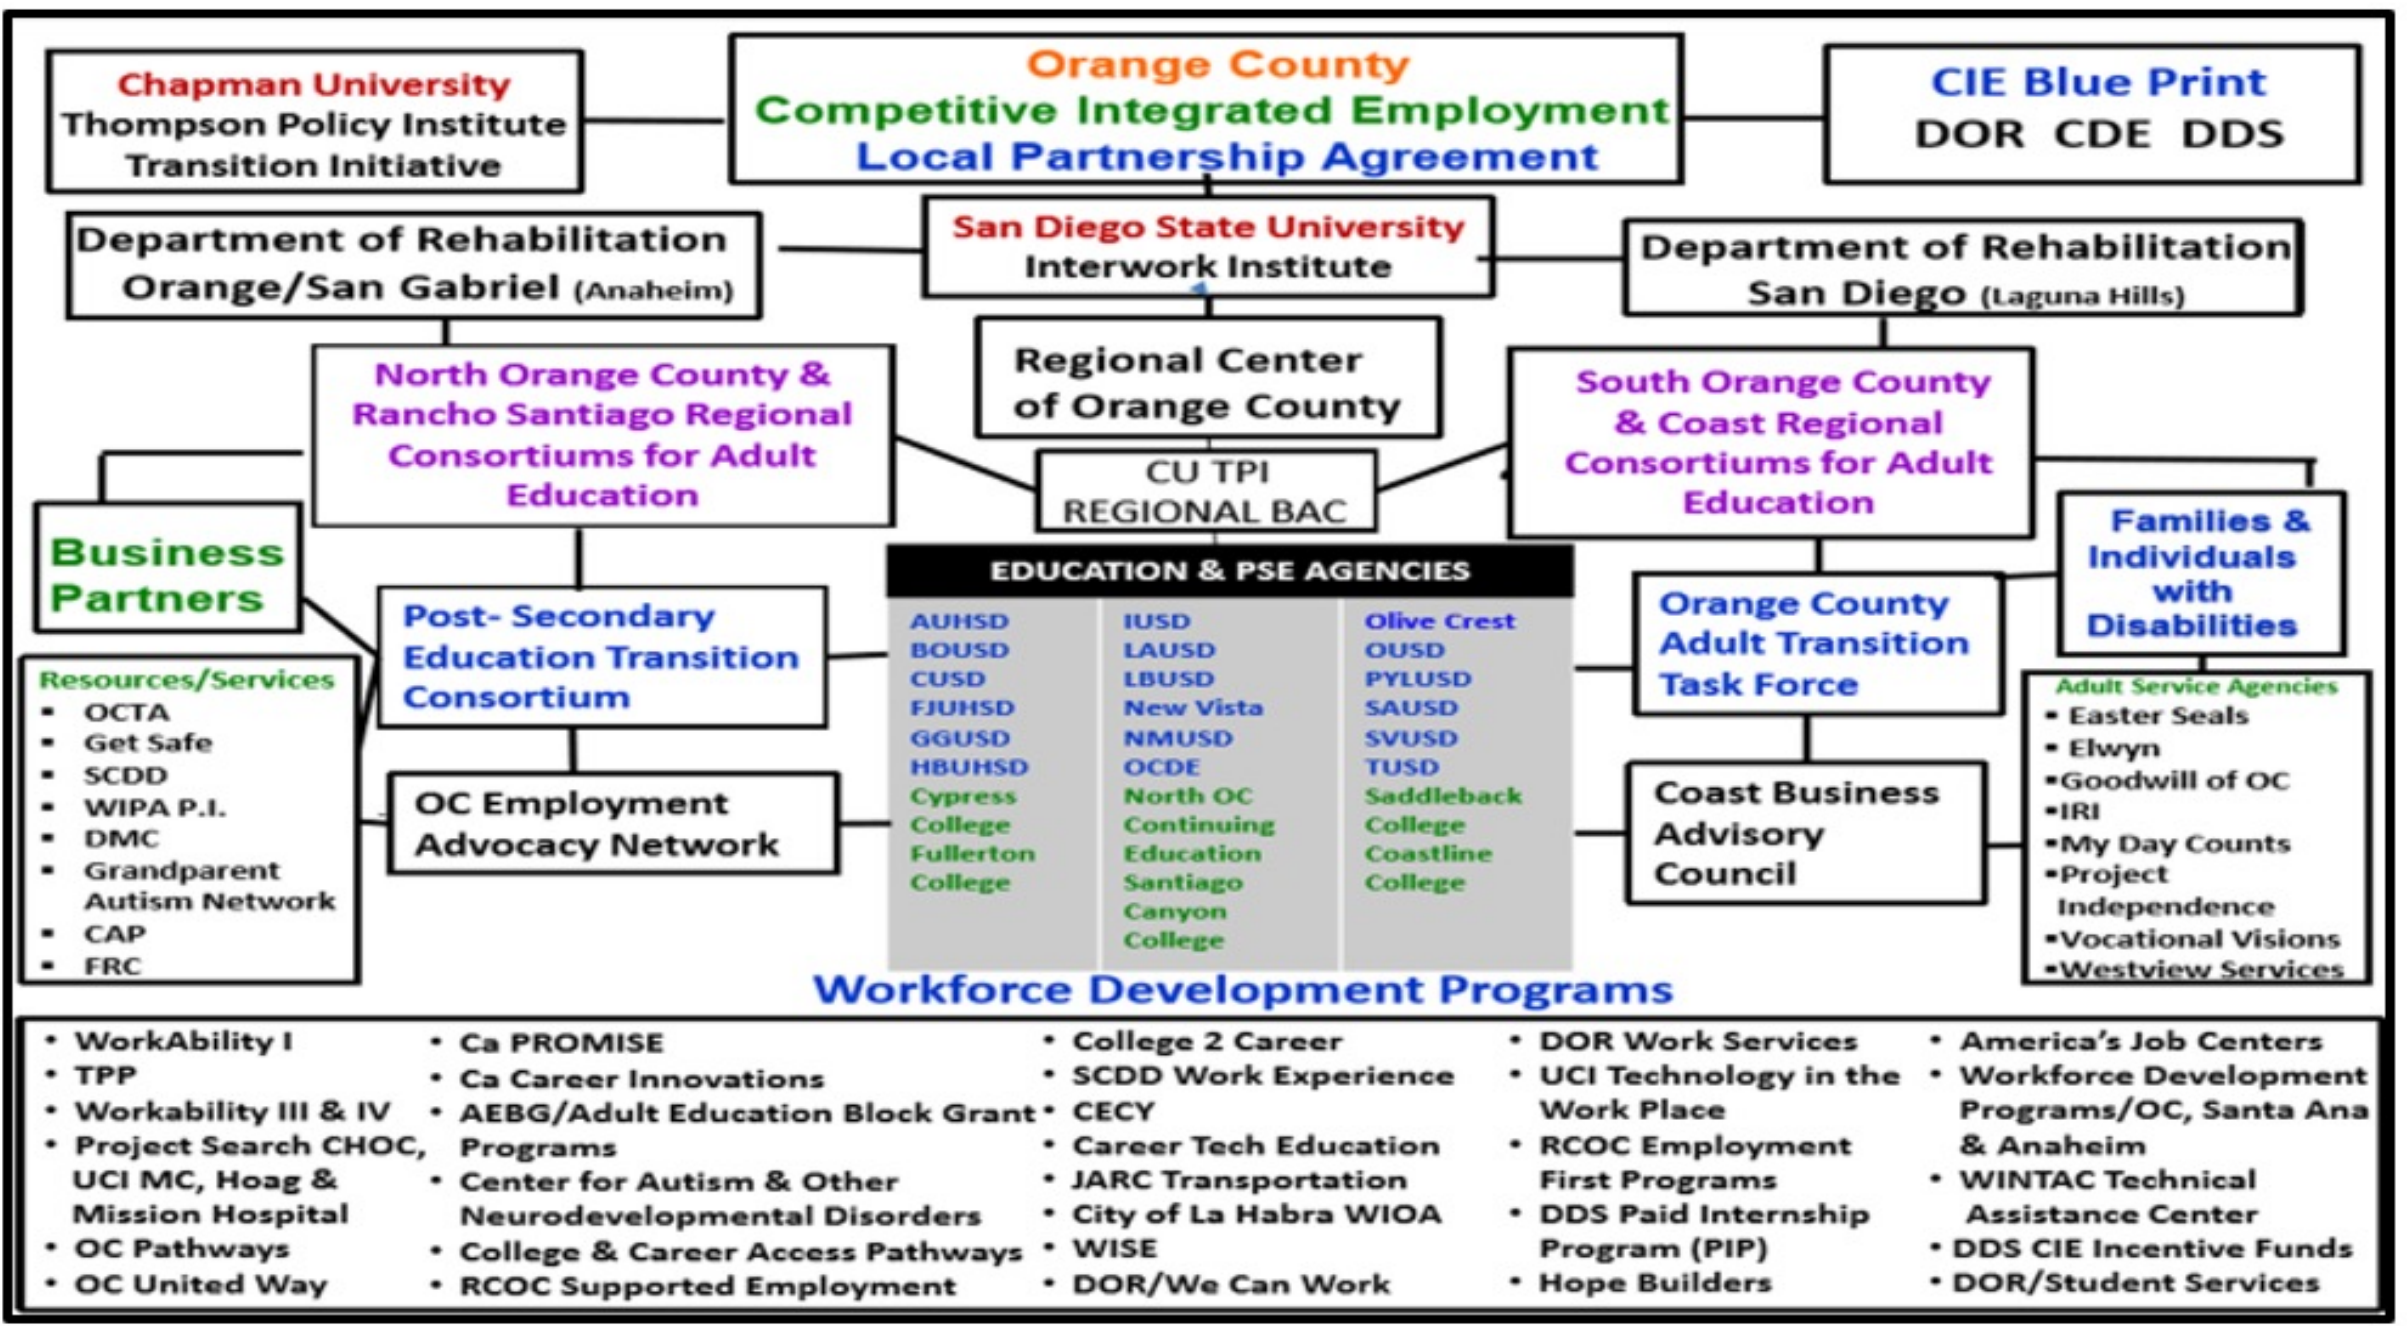 Chapman University
Thompson Policy Institute
Transition Initiative
Orange County
Competitive Integrated Employment
Local Partnership Agreement
CIE Blue Print
DOR CDE DDS
Department of Rehabilitation
Orange/San Gabriel (Anaheim)
San Diego State University
Interwork Institute
Department of Rehabilitation
San Diego (Laguna Hills)
North Orange County &
Rancho Santiago Regional
Consortiums for Adult
Education
Regional Center
of Orange County
South Orange County
& Coast Regional
Consortiums for Adult
Education
CU TPI
REGIONAL BAC
Business
Partners
Families &
Individuals
with
Disabilities
Post- Secondary
Education Transition
Consortium
Orange County
Adult Transition
Task Force
Resources/Services
▪ OCTA
▪ Get Safe
▪ SCDD
▪ WIPA P.I.
▪ DMC
▪ Grandparent
Autism Network
▪ CAP
▪ FRC
OC Employment
Advocacy Network
EDUCATION & PSE AGENCIES
AUHSD
BOUSD
CUSD
FJUHSD
GGUSD
HBUHSD
Cypress
College
Fullerton
College
IUSD
LAUSD
LBUSD
New Vista
NMUSD
OCDE
North OC
Continuing
Education
Santiago
Canyon
College
Olive Crest
OUSD
PYLUSD
SAUSD
SVUSD
TUSD
Saddleback
College
Coastline
College
Coast Business
Advisory
Council
Adult Service Agencies
▪ Easter Seals
▪ Elwyn
▪Goodwill of OC
▪IRI
▪My Day Counts
▪Project
Independence
▪Vocational Visions
▪Westview Services
Workforce Development Programs
• WorkAbility I
• TPP
• Workability III & IV
• Project Search CHOC,
UCI MC, Hoag &
Mission Hospital
• OC Pathways
• OC United Way
• Ca PROMISE
• Ca Career Innovations
• AEBG/Adult Education Block Grant
Programs
• Center for Autism & Other
Neurodevelopmental Disorders
• College & Career Access Pathways
• RCOC Supported Employment
• College 2 Career
• SCDD Work Experience
• CECY
• Career Tech Education
• JARC Transportation
• City of La Habra WIOA
• WISE
• DOR/We Can Work
• DOR Work Services
• UCI Technology in the
Work Place
• RCOC Employment
First Programs
• DDS Paid Internship
Program (PIP)
• Hope Builders
• America's Job Centers
• Workforce Development
Programs/OC, Santa Ana
& Anaheim
• WINTAC Technical
Assistance Center
• DDS CIE Incentive Funds
• DOR/Student Services